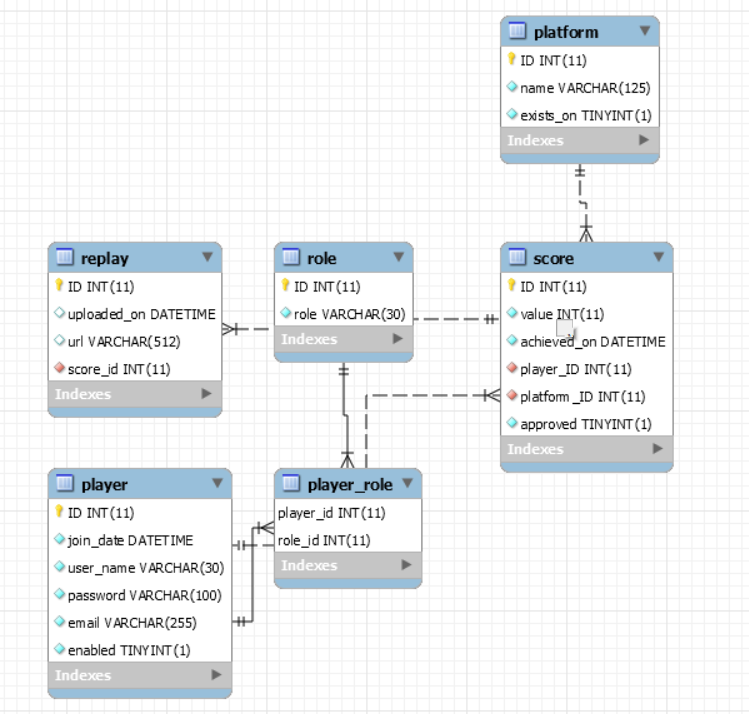 platform
ID INT(11)
name VARCHAR(125)
exists_on TINYINT(1)
Indexes
replay
ID INT(11)
uploaded_on DATETIME
url VARCHAR(512)
score_id INT(11)
Indexes
role
ID INT(11)
role VARCHAR(30)
Indexes
score
ID INT(11)
value INT(11)
achieved_on DATETIME
player_ID INT(11)
platform_ID INT(11)
approved TINYINT(1)
Indexes
player
ID INT(11)
join_date DATETIME
user_name VARCHAR(30)
password VARCHAR(100)
email VARCHAR(255)
enabled TINYINT(1)
Indexes
player_role
player_id INT(11)
role_id INT(11)
Indexes